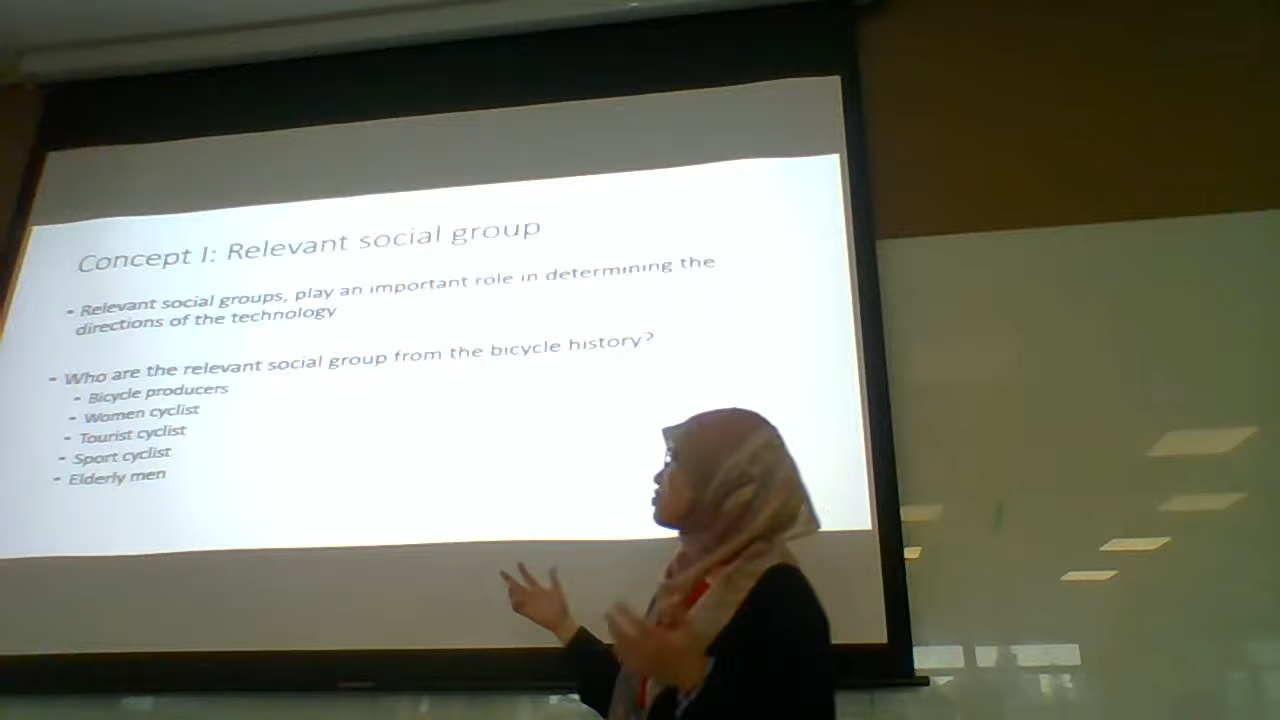 Concept I: Relevant social group
- Relevant social groups, play an important role in determining the
directions of the technology
- Who are the relevant social group from the bicycle history?
- Bicycle producers
- Women cyclist
- Tourist cyclist
- Sport cyclist
- Elderly men